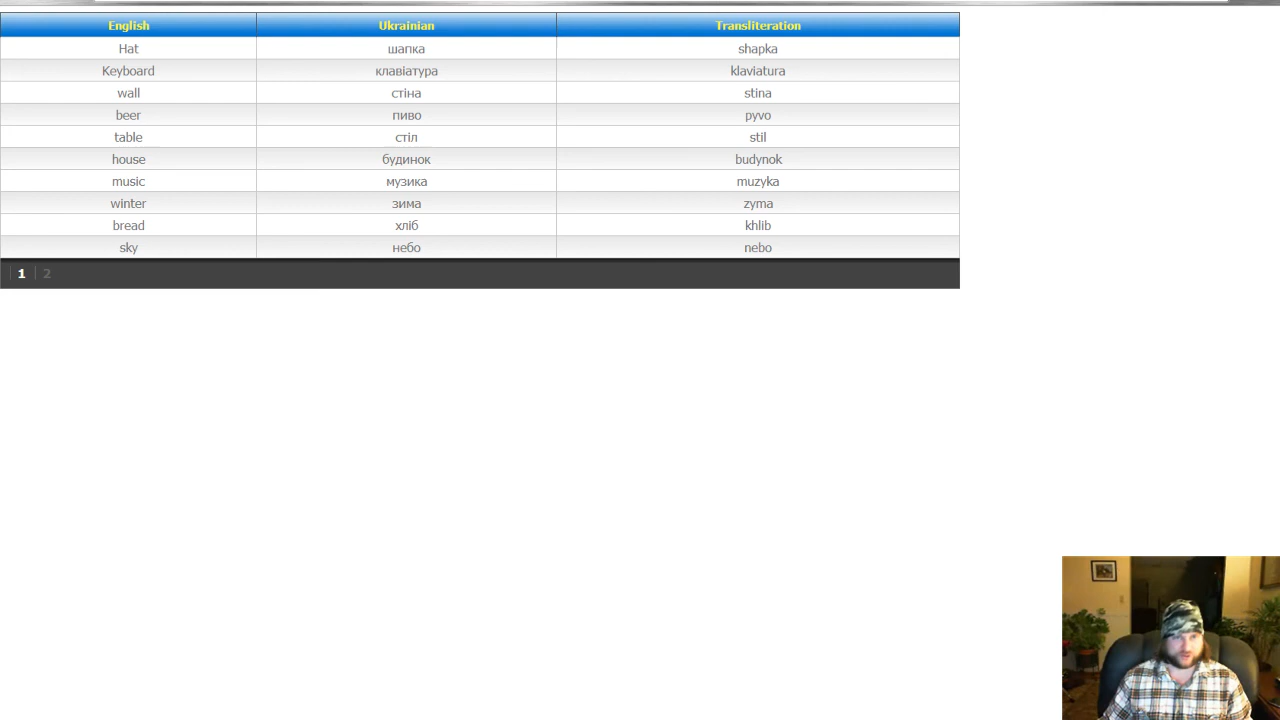 English Ukrainian Transliteration
Hat шапка shapka
Keyboard клавіатура klaviatura
wall стіна stina
beer пиво pyvo
table стіл stil
house будинок budynok
music музика muzyka
winter зима zyma
bread хліб khlib
sky небо nebo
1 2